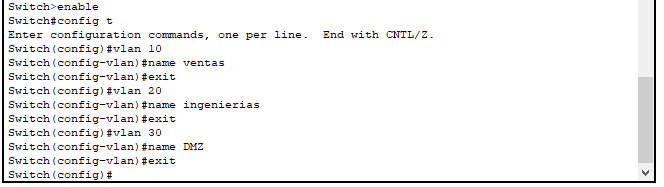 Switch>enable
Switch#config t
Enter configuration commands, one per line.  End with CNTL/Z.
Switch(config)#vlan 10
Switch(config-vlan)#name ventas
Switch(config-vlan)#exit
Switch(config)#vlan 20
Switch(config-vlan)#name ingenierias
Switch(config-vlan)#exit
Switch(config)#vlan 30
Switch(config-vlan)#name DMZ
Switch(config-vlan)#exit
Switch(config)#